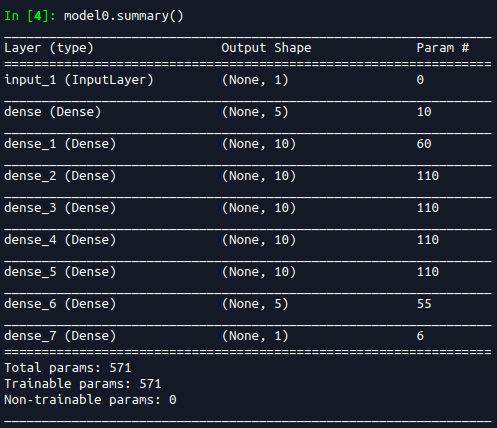 In [4]: model0.summary()
Layer (type) Output Shape Param #
input_1 (InputLayer) (None, 1) 0
dense (Dense) (None, 5) 10
dense_1 (Dense) (None, 10) 60
dense_2 (Dense) (None, 10) 110
dense_3 (Dense) (None, 10) 110
dense_4 (Dense) (None, 10) 110
dense_5 (Dense) (None, 10) 110
dense_6 (Dense) (None, 5) 55
dense_7 (Dense) (None, 1) 6
Total params: 571
Trainable params: 571
Non-trainable params: 0